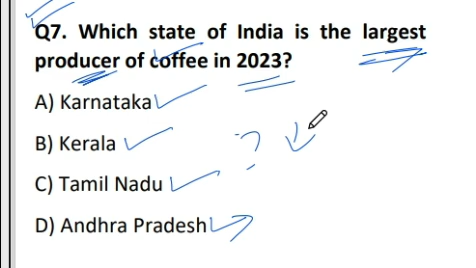 Q7. Which state of India is the largest
producer of coffee in 2023?
A) Karnataka
B) Kerala
C) Tamil Nadu
D) Andhra Pradesh
?